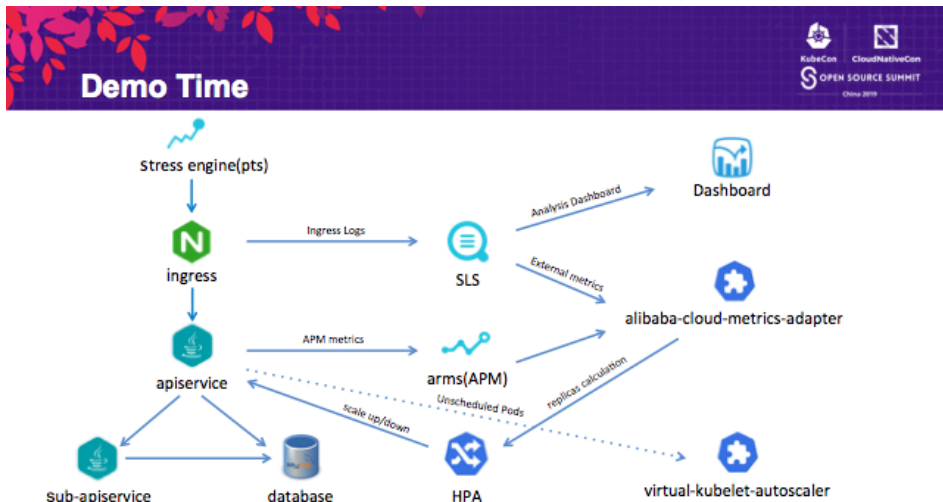 Demo Time
KubeCon
CloudNativeCon
OPEN SOURCE SUMMIT
China 2019
stress engine(pts)
Dashboard
Analysis Dashboard
Ingress Logs
ingress
SLS
External metrics
alibaba-cloud-metrics-adapter
APM metrics
apiservice
arms(APM)
replicas calculation
Unscheduled Pods
scale up/down
sub-apiservice
database
HPA
virtual-kubelet-autoscaler